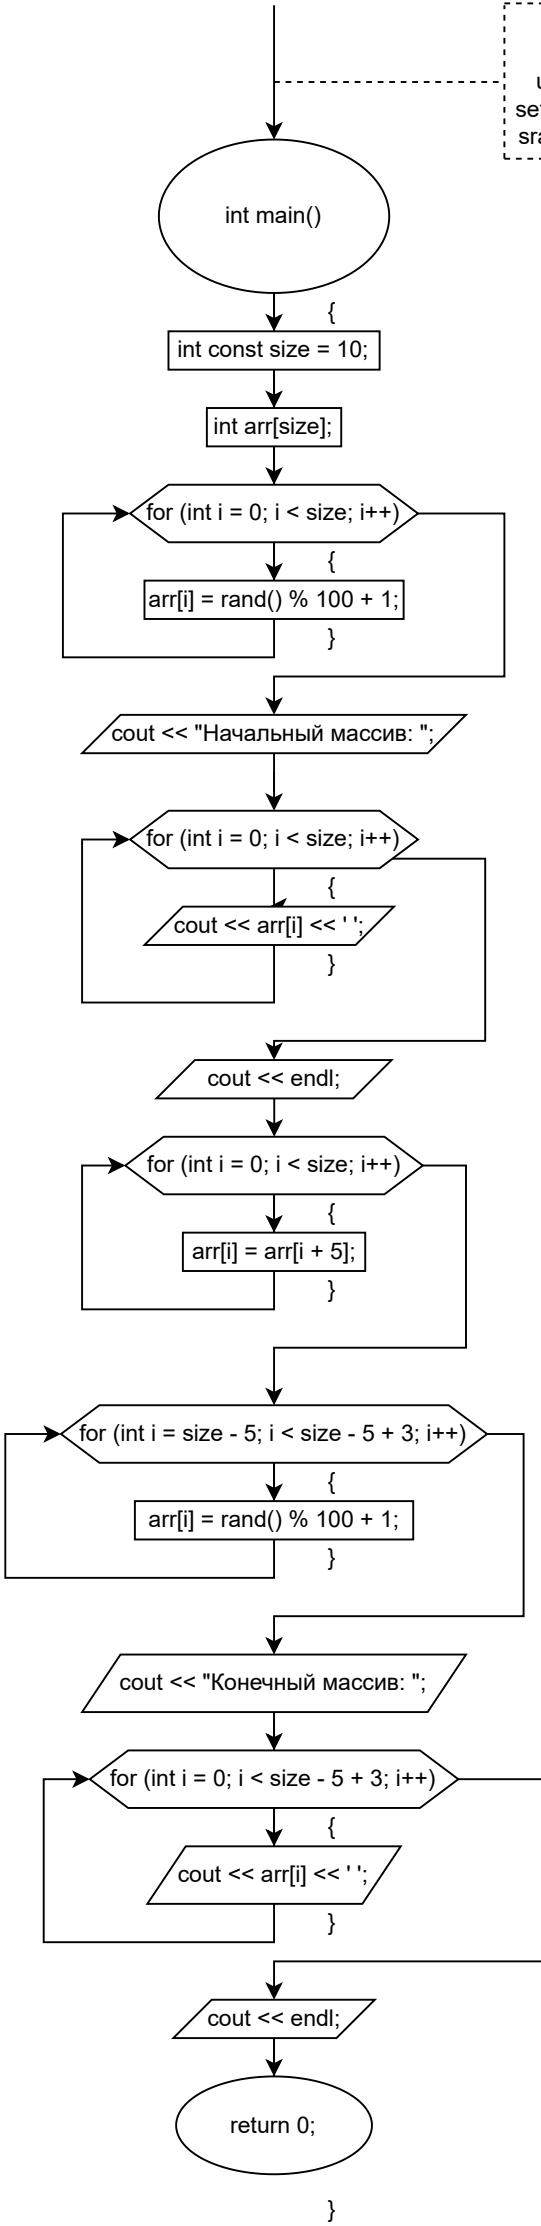 int main()
{
int const size = 10;
int arr[size];
for (int i = 0; i < size; i++)
{
arr[i] = rand() % 100 + 1;
}
cout << "Начальный массив: ";
for (int i = 0; i < size; i++)
{
cout << arr[i] << ' ';
}
cout << endl;
for (int i = 0; i < size; i++)
{
arr[i] = arr[i + 5];
}
for (int i = size - 5; i < size - 5 + 3; i++)
{
arr[i] = rand() % 100 + 1;
}
cout << "Конечный массив: ";
for (int i = 0; i < size - 5 + 3; i++)
{
cout << arr[i] << ' ';
}
cout << endl;
return 0;
}